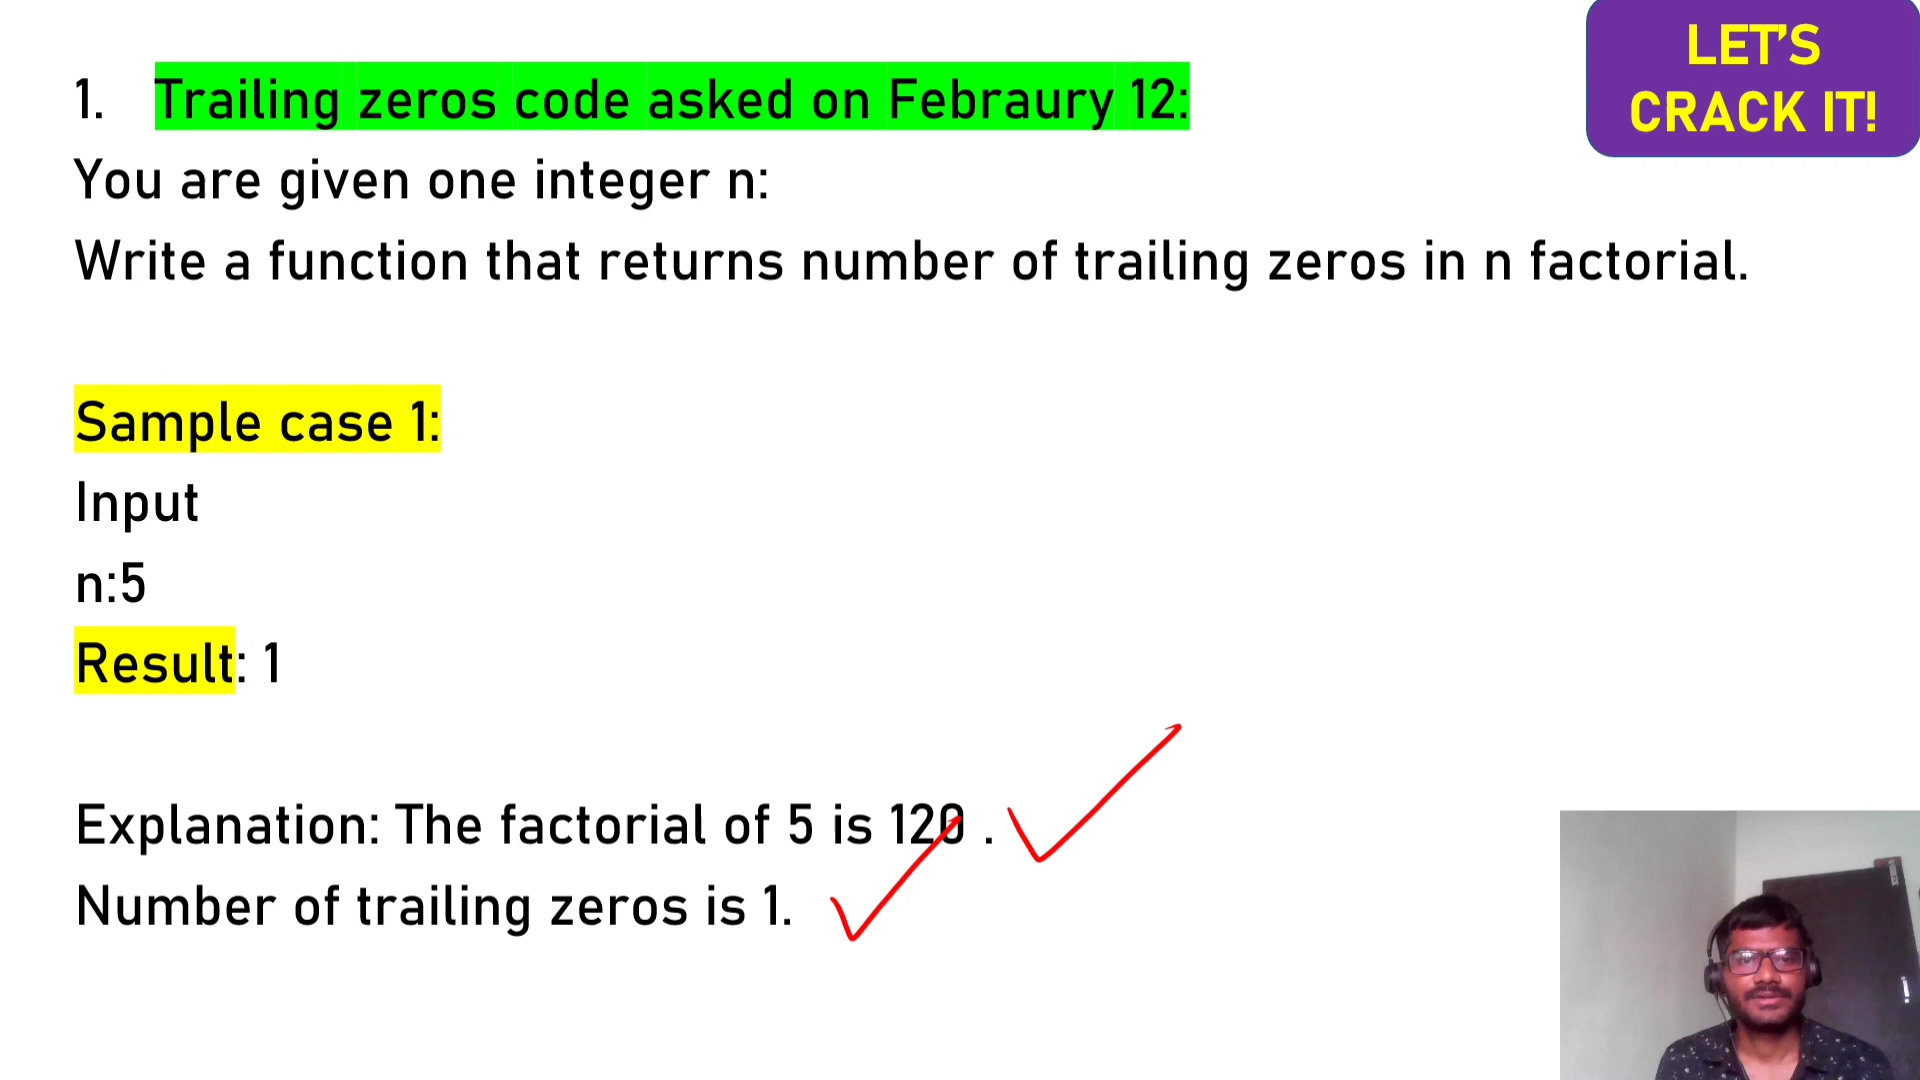 LET'S
CRACK IT!
1. Trailing zeros code asked on Febraury 12:
You are given one integer n:
Write a function that returns number of trailing zeros in n factorial.
Sample case 1:
Input
n:5
Result: 1
Explanation: The factorial of 5 is 120 .
Number of trailing zeros is 1.